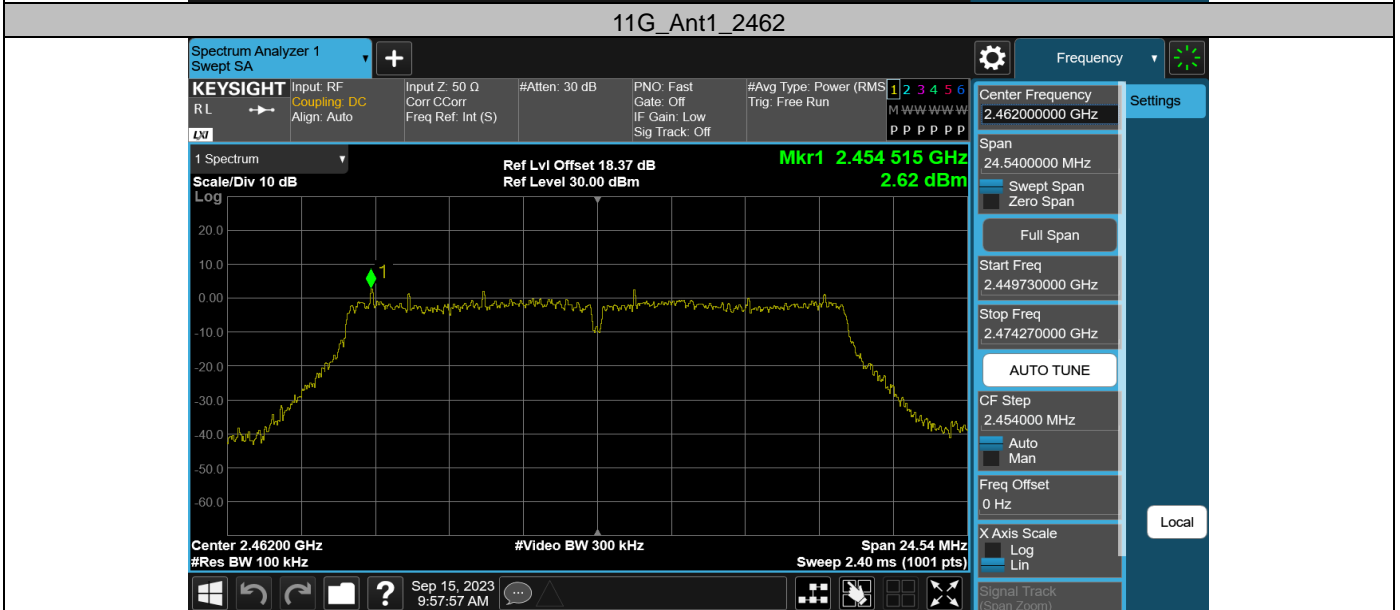 11G_Ant1_2462
Spectrum Analyzer 1
Swept SA
+
Frequency
KEYSIGHT
RL
LXI
Input: RF
Coupling: DC
Align: Auto
Input Z: 50 Ω
Corr CCorr
Freq Ref: Int (S)
#Atten: 30 dB
PNO: Fast
Gate: Off
IF Gain: Low
Sig Track: Off
#Avg Type: Power (RMS
Trig: Free Run
1 2 3 4 5 6
M W W W W W
P P P P P P
1 Spectrum
Scale/Div 10 dB
Log
Ref Lvl Offset 18.37 dB
Ref Level 30.00 dBm
Mkr1 2.454 515 GHz
2.62 dBm
1
20.0
10.0
0.00
-10.0
-20.0
-30.0
-40.0
-50.0
-60.0
Center 2.46200 GHz
#Res BW 100 kHz
#Video BW 300 kHz
Span 24.54 MHz
Sweep 2.40 ms (1001 pts)
Center Frequency
2.462000000 GHz
Span
24.5400000 MHz
Swept Span
Zero Span
Full Span
Start Freq
2.449730000 GHz
Stop Freq
2.474270000 GHz
AUTO TUNE
CF Step
2.454000 MHz
Auto
Man
Freq Offset
0 Hz
X Axis Scale
Log
Lin
Signal Track
(Span Zoom)
Settings
Local
?
Sep 15, 2023
9:57:57 AM